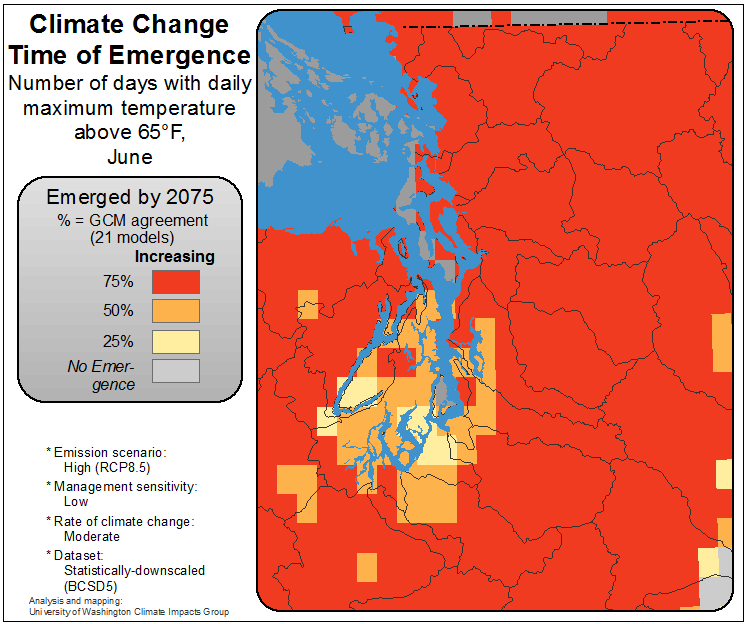 Climate Change
Time of Emergence
Number of days with daily
maximum temperature
above 65°F,
June
Emerged by 2075
% = GCM agreement
(21 models)
Increasing
75%
50%
25%
No Emer-
gence
* Emission scenario:
High (RCP8.5)
* Management sensitivity:
Low
* Rate of climate change:
Moderate
* Dataset:
Statistically-downscaled
(BCSD5)
Analysis and mapping:
University of Washington Climate Impacts Group